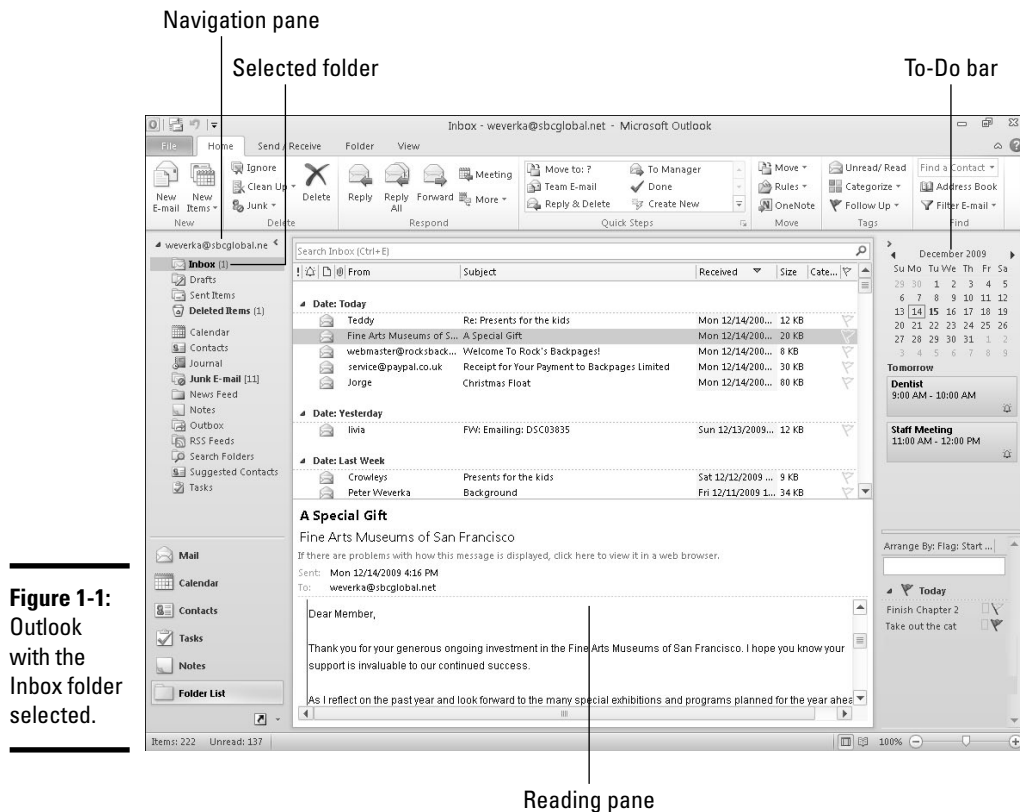 Navigation pane
Selected folder
To-Do bar
Inbox - weverka@sbcglobal.net - Microsoft Outlook
File Home Send / Receive Folder View
New E-mail
New Items
New
Ignore
Clean Up
Junk
Delete
Delete
Reply
Reply All
Forward
Meeting
More
Respond
Move to: ?
Team E-mail
Reply & Delete
To Manager
Done
Create New
Quick Steps
Move
Rules
OneNote
Move
Unread/ Read
Categorize
Follow Up
Tags
Find a Contact
Address Book
Filter E-mail
Find
weverka@sbcglobal.ne
Inbox (1)
Drafts
Sent Items
Deleted Items (1)
Calendar
Contacts
Journal
Junk E-mail [11]
News Feed
Notes
Outbox
RSS Feeds
Search Folders
Suggested Contacts
Tasks
Mail
Calendar
Contacts
Tasks
Notes
Folder List
Search Inbox (Ctrl+E)
! From Subject Received Size Cate...
Date: Today
Teddy Re: Presents for the kids Mon 12/14/200... 12 KB
Fine Arts Museums of S... A Special Gift Mon 12/14/200... 20 KB
webmaster@rocksback... Welcome To Rock's Backpages! Mon 12/14/200... 8 KB
service@paypal.co.uk Receipt for Your Payment to Backpages Limited Mon 12/14/200... 30 KB
Jorge Christmas Float Mon 12/14/200... 80 KB
Date: Yesterday
livia FW: Emailing: DSC03835 Sun 12/13/2009... 12 KB
Date: Last Week
Crowleys Presents for the kids Sat 12/12/2009 ... 9 KB
Peter Weverka Background Fri 12/11/2009 1... 34 KB
A Special Gift
Fine Arts Museums of San Francisco
If there are problems with how this message is displayed, click here to view it in a web browser.
Sent: Mon 12/14/2009 4:16 PM
To: weverka@sbcglobal.net
Dear Member,
Thank you for your generous ongoing investment in the Fine Arts Museums of San Francisco. I hope you know your
support is invaluable to our continued success.
As I reflect on the past year and look forward to the many special exhibitions and programs planned for the year ahea
December 2009
Su Mo Tu We Th Fr Sa
29 30 1 2 3 4 5
6 7 8 9 10 11 12
13 14 15 16 17 18 19
20 21 22 23 24 25 26
27 28 29 30 31 1 2
3 4 5 6 7 8 9
Tomorrow
Dentist
9:00 AM - 10:00 AM
Staff Meeting
11:00 AM - 12:00 PM
Arrange By: Flag: Start ...
Today
Finish Chapter 2
Take out the cat
Items: 222 Unread: 137
100%
Reading pane
Figure 1-1:
Outlook
with the
Inbox folder
selected.